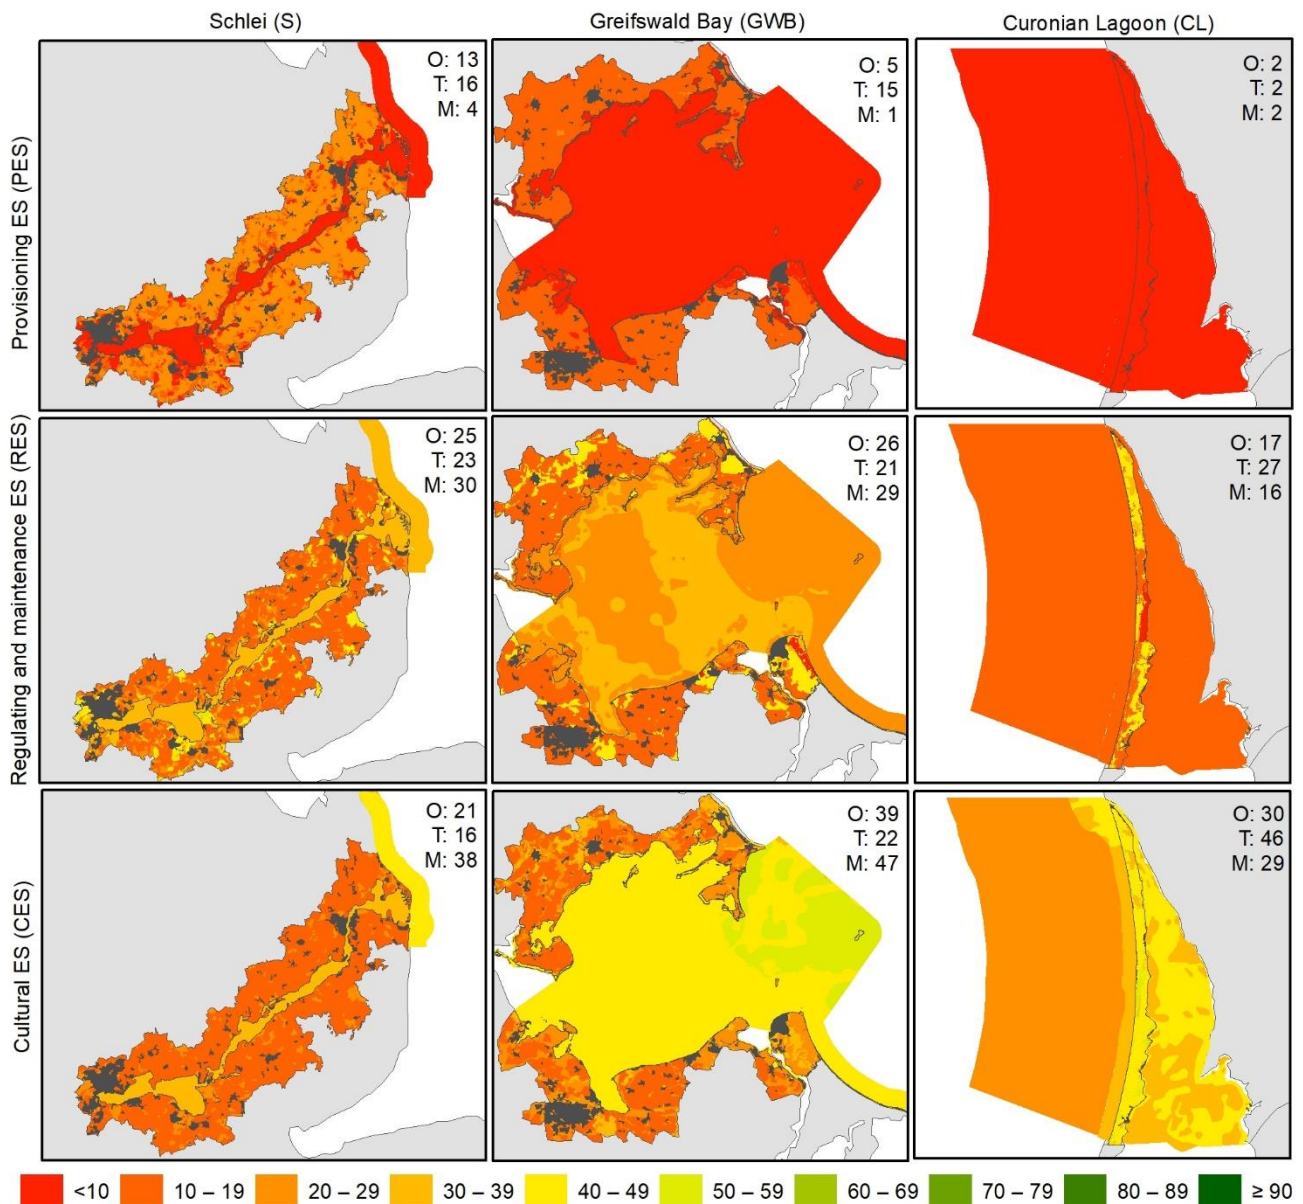 Schlei (S)
Greifswald Bay (GWB)
Curonian Lagoon (CL)
Provisioning ES (PES)
O: 13
T: 16
M: 4
O: 5
T: 15
M: 1
O: 2
T: 2
M: 2
Regulating and maintenance ES (RES)
O: 25
T: 23
M: 30
O: 26
T: 21
M: 29
O: 17
T: 27
M: 16
Cultural ES (CES)
O: 21
T: 16
M: 38
O: 39
T: 22
M: 47
O: 30
T: 46
M: 29
<10 10 – 19 20 – 29 30 – 39 40 – 49 50 – 59 60 – 69 70 – 79 80 – 89 ≥ 90